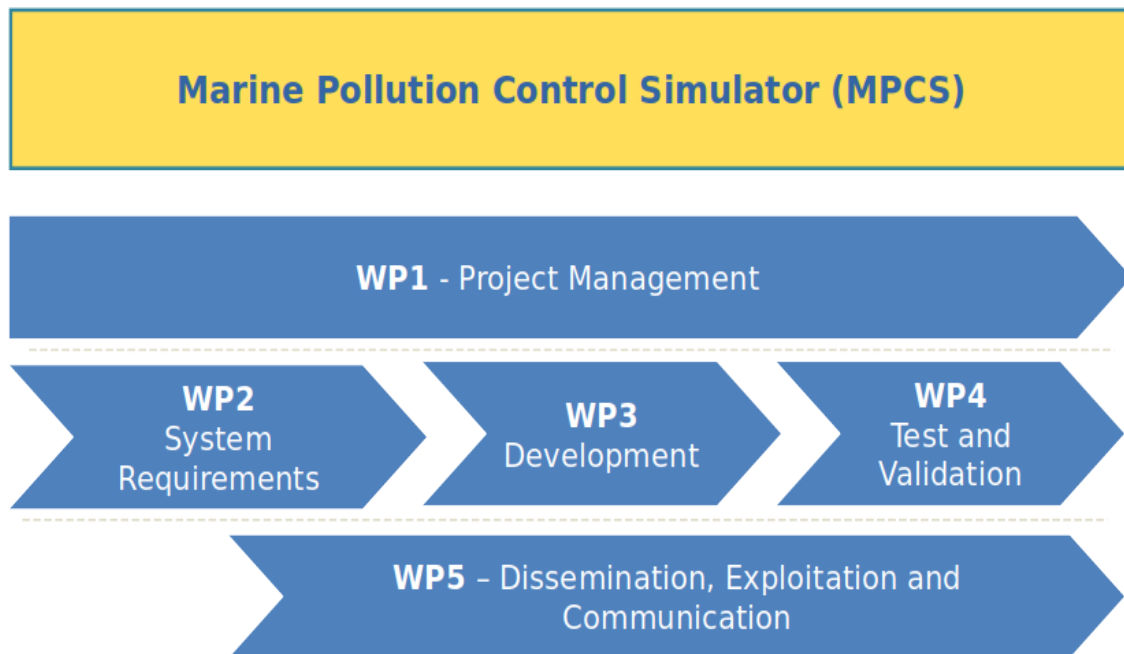 Marine Pollution Control Simulator (MPCS)
WP1 - Project Management
WP2
System
Requirements
WP3
Development
WP4
Test and
Validation
WP5 – Dissemination, Exploitation and
Communication